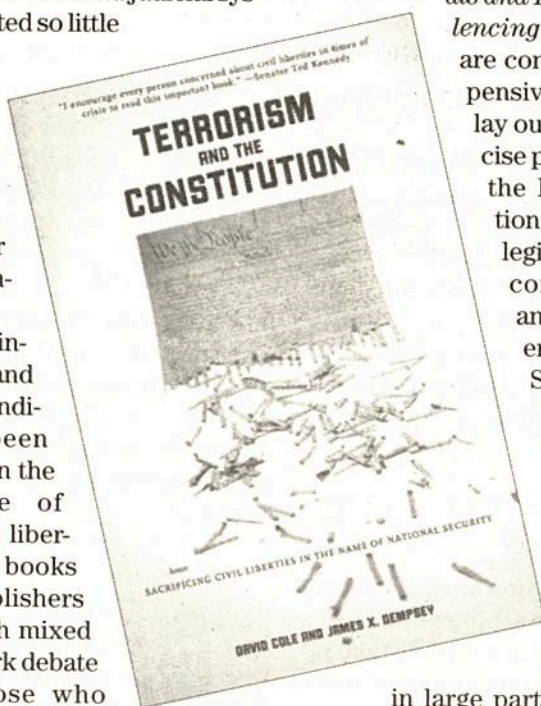 ted so little
r
a-
in-
and
ndi-
een
n the
e of
liber-
books
blishers
h mixed
rk debate
ose who
"I encourage every person concerned about civil liberties in times of
crisis to read this important book." —Senator Ted Kennedy
TERRORISM
AND THE
CONSTITUTION
We the People
SACRIFICING CIVIL LIBERTIES IN THE NAME OF NATIONAL SECURITY
DAVID COLE AND JAMES X. DEMPSEY
lencing
are con
pensiv
lay ou
cise p
the
tion
legi
co
an
e
S
in large part